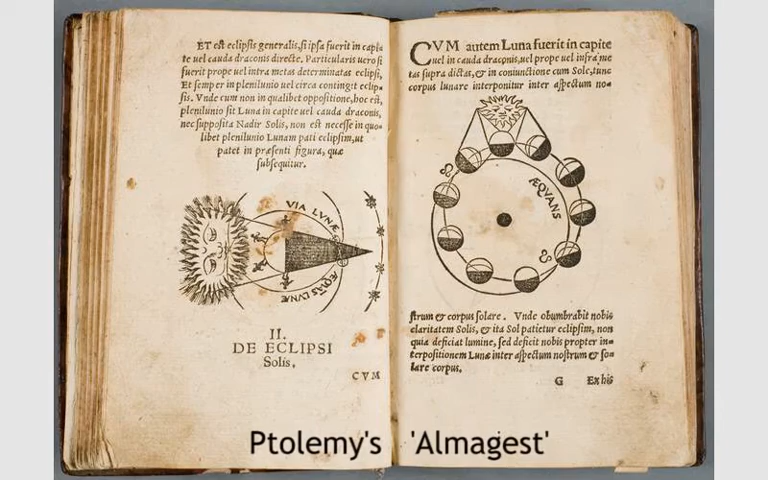 ET est eclipsis generalis, si ipsa fuerit in capi=
te uel cauda draconis directe. Particularis uero si
fuerit prope uel intra metas determinatas eclipsi,
Et semper in plenilunio uel circa contingit eclip=
sis. Vnde cum non in qualibet oppositione, hoc est,
plenilunio sit Luna in capite uel cauda draconis,
nec supposita Nadir Solis, non est necesse in quo=
libet plenilunio Lunam pati eclipsim, ut
patet in præsenti figura, quæ
subsequitur.
VIA LVNÆ
ÆQVÃS LVNÆ
II.
DE ECLIPSI
Solis.
CVM
CVM autem Luna fuerit in capite
uel in cauda draconis, uel prope uel infra me
tas supra dictas, & in coniunctione cum Sole, tunc
corpus lunare interponitur inter aspectum no=
ÆQVANS
☊
☋
strum & corpus solare. Vnde obumbrabit nobis
claritatem Solis, & ita Sol patietur eclipsim, non
quia deficiat lumine, sed deficit nobis propter in=
terpositionem Lunæ inter aspectum nostrum & so=
lare corpus.
G Ex his
Ptolemy's 'Almagest'